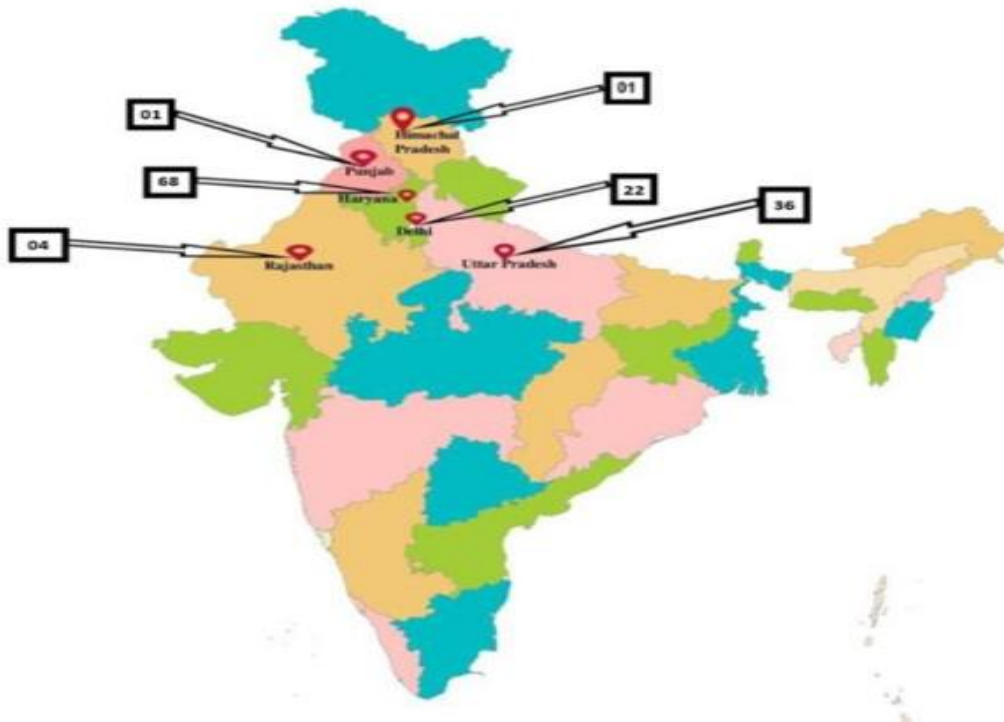 01
01
Himachal
Pradesh
Punjab
68
Haryana
22
Delhi
36
04
Rajasthan
Uttar Pradesh